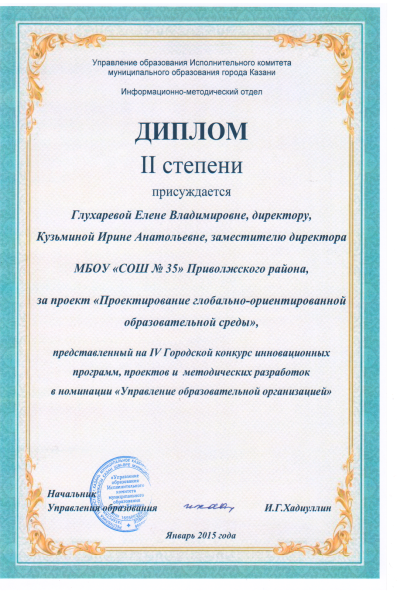 Управление образования Исполнительного комитета
муниципального образования города Казани
Информационно-методический отдел
ДИПЛОМ
II степени
присуждается
Глухаревой Елене Владимировне, директору,
Кузьминой Ирине Анатольевне, заместителю директора
МБОУ «СОШ № 35» Приволжского района,
за проект «Проектирование глобально-ориентированной
образовательной среды»,
представленный на IV Городской конкурс инновационных
программ, проектов и методических разработок
в номинации «Управление образовательной организацией»
«Управление
образования
Исполнительного
комитета
муниципального
образования
Начальник
Управления образования
И.Г.Хадиуллин
Январь 2015 года